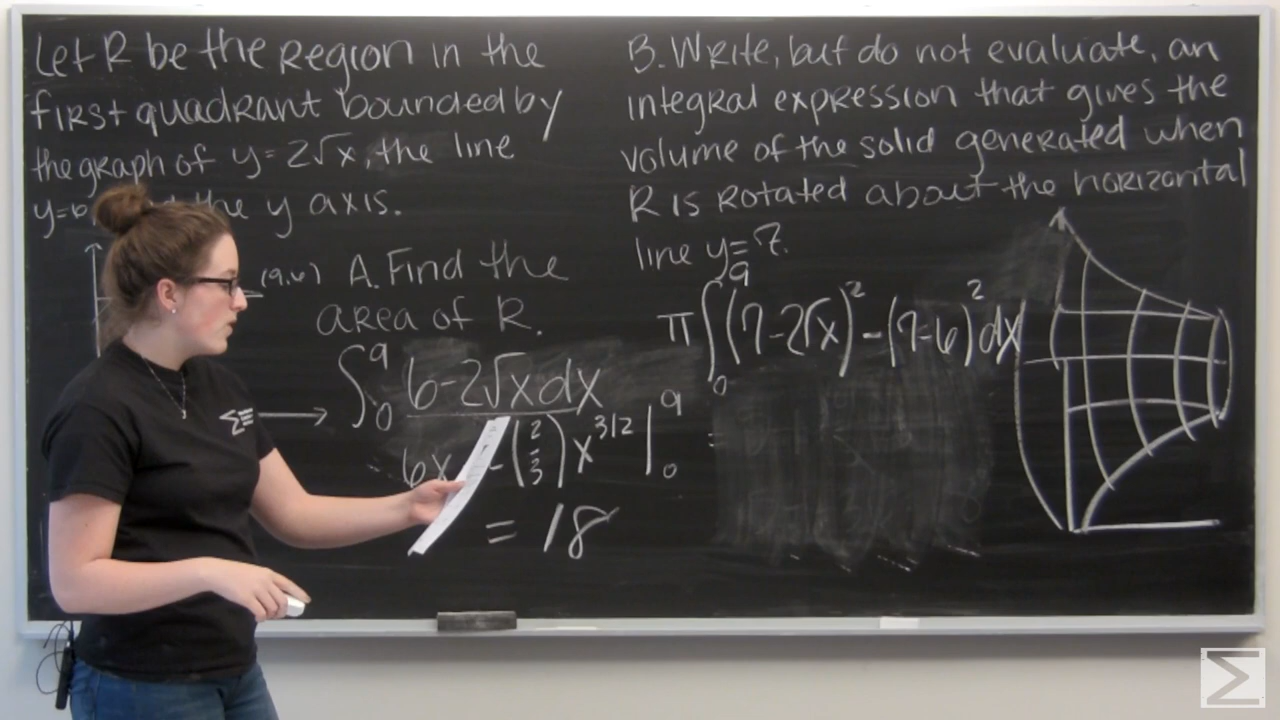 Let R be the Region in the
first quadrant bounded by
the graph of y=2√x, the line
y=6 the y axis.
(9,6) A. Find the
area of R.
∫₀⁹ 6-2√x dx
6x - (2/3) x^3/2 |₀⁹
= 18
B. Write, but do not evaluate, an
integral expression that gives the
volume of the solid generated when
R is Rotated about the horizontal
line y=7.
π ∫₀⁹ (7-2√x)² - (7-6)² dx
=
Σ
Σ